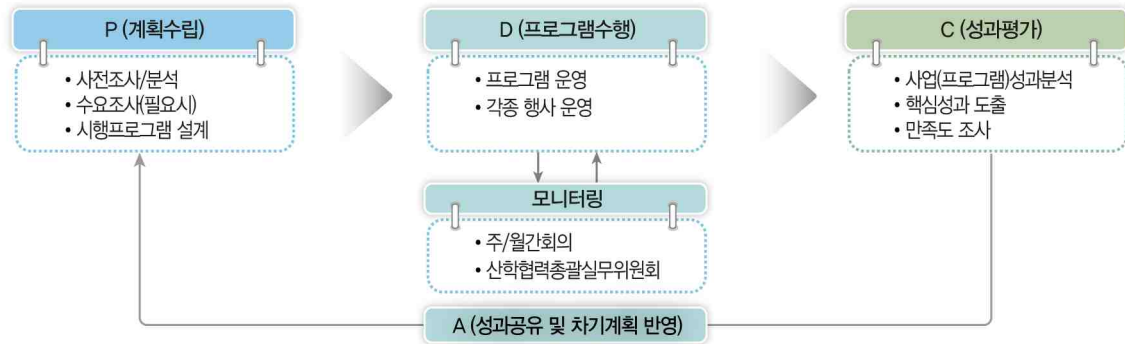 P (계획수립)
• 사전조사/분석
• 수요조사(필요시)
• 시행프로그램 설계
D (프로그램수행)
• 프로그램 운영
• 각종 행사 운영
C (성과평가)
• 사업(프로그램)성과분석
• 핵심성과 도출
• 만족도 조사
모니터링
• 주/월간회의
• 산학협력총괄실무위원회
A (성과공유 및 차기계획 반영)